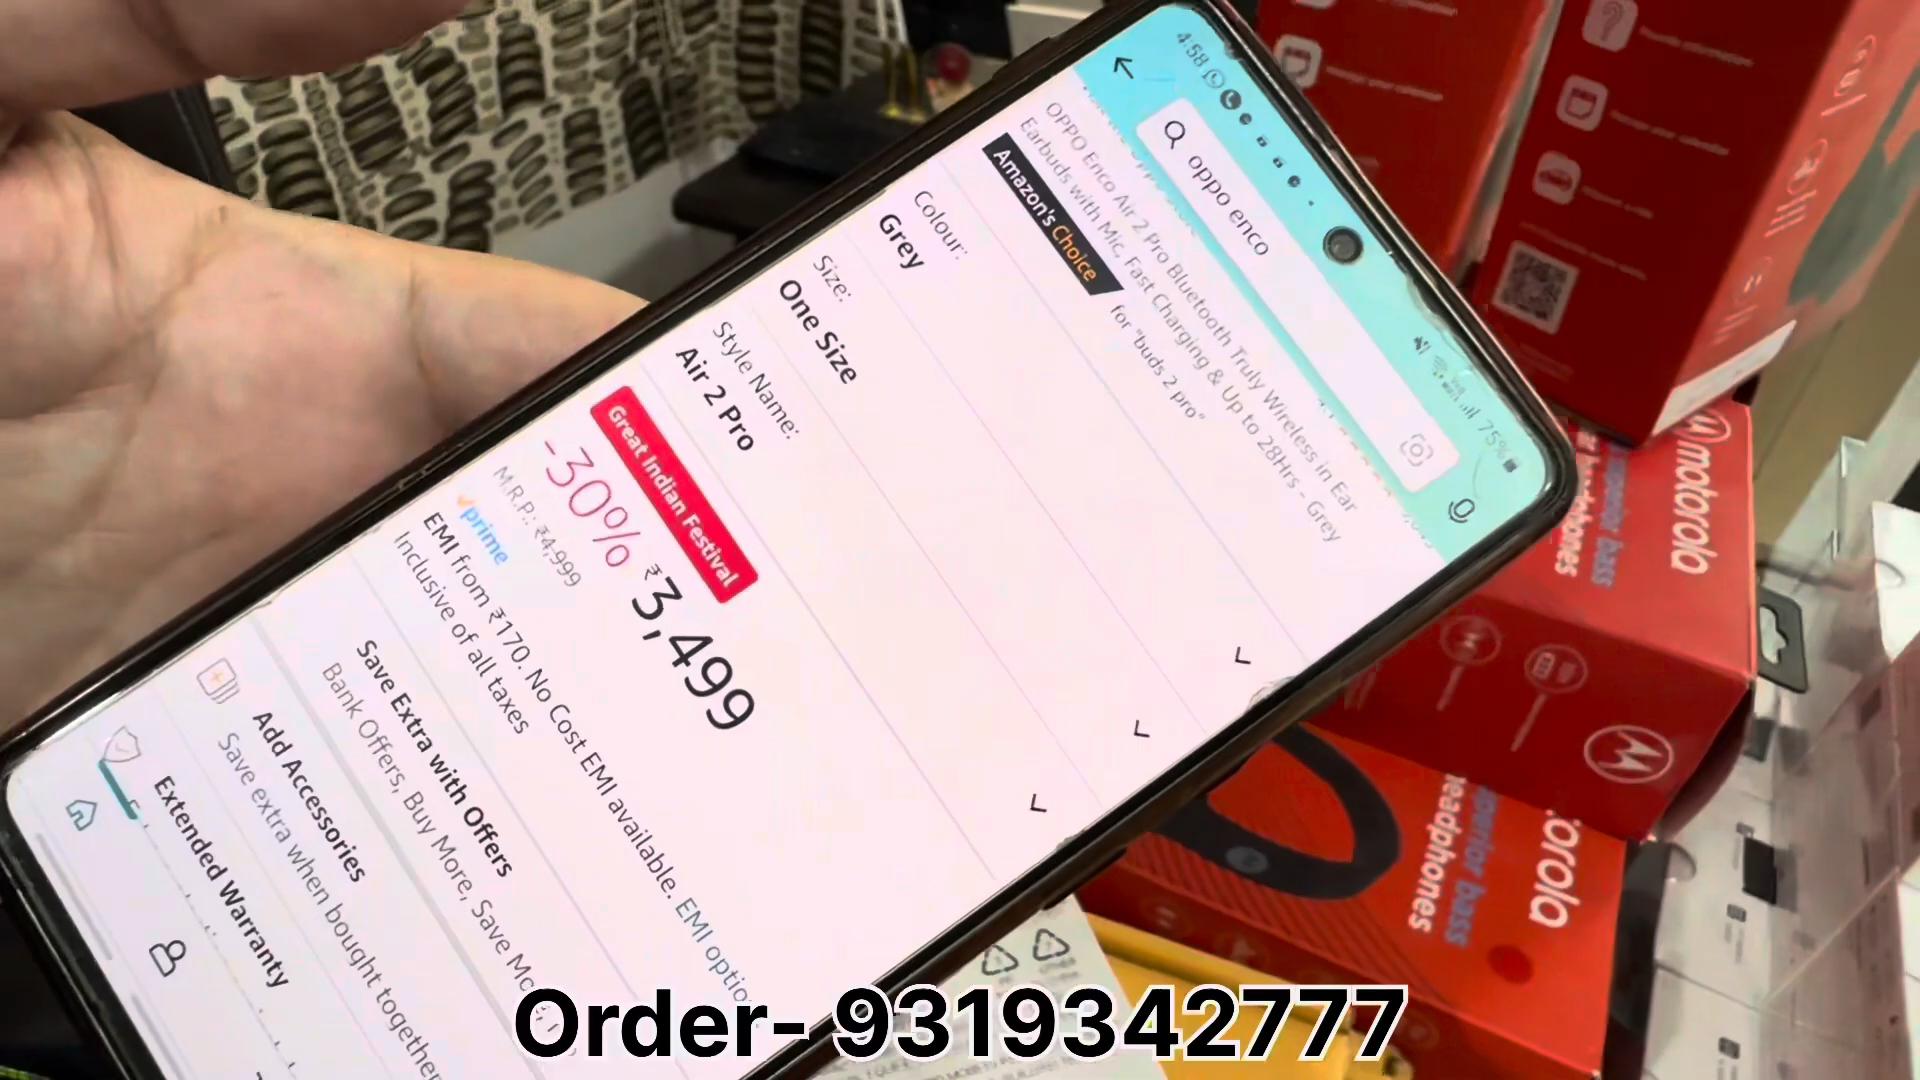 4:58
75%
oppo enco
OPPO Enco Air 2 Pro Bluetooth Truly Wireless in Ear
Earbuds with Mic, Fast Charging & Up to 28Hrs - Grey
Amazon's Choice for "buds 2 pro"
Colour:
Grey
Size:
One Size
Style Name:
Air 2 Pro
Great Indian Festival
-30% ₹3,499
M.R.P.: ₹4,999
prime
EMI from ₹170. No Cost EMI available. EMI optio
Inclusive of all taxes
Save Extra with Offers
Bank Offers, Buy More, Save Mo
Add Accessories
Save extra when bought together
Extended Warranty
motorola
headphones
headphones
Order- 9319342777